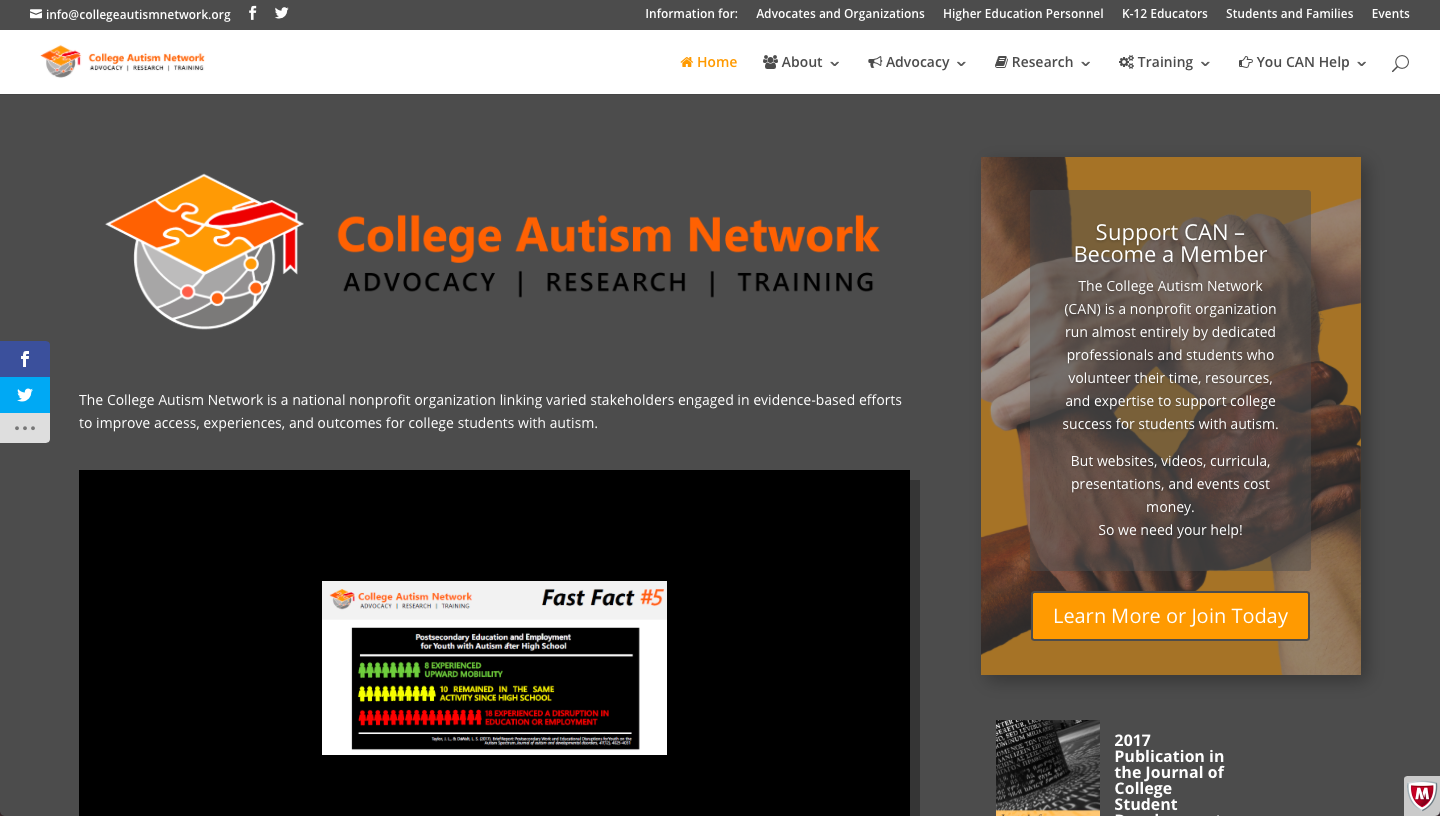 info@collegeautismnetwork.org
Information for: Advocates and Organizations Higher Education Personnel K-12 Educators Students and Families Events
College Autism Network
ADVOCACY | RESEARCH | TRAINING
Home About Advocacy Research Training You CAN Help
College Autism Network
ADVOCACY | RESEARCH | TRAINING
The College Autism Network is a national nonprofit organization linking varied stakeholders engaged in evidence-based efforts
to improve access, experiences, and outcomes for college students with autism.
College Autism Network
ADVOCACY | RESEARCH | TRAINING
Fast Fact #5
Postsecondary Education and Employment
for Youth with Autism after High School
8 EXPERIENCED
UPWARD MOBILILITY
10 REMAINED IN THE SAME
ACTIVITY SINCE HIGH SCHOOL
18 EXPERIENCED A DISRUPTION IN
EDUCATION OR EMPLOYMENT
Support CAN –
Become a Member
The College Autism Network
(CAN) is a nonprofit organization
run almost entirely by dedicated
professionals and students who
volunteer their time, resources,
and expertise to support college
success for students with autism.
But websites, videos, curricula,
presentations, and events cost
money.
So we need your help!
Learn More or Join Today
2017
Publication in
the Journal of
College
Student